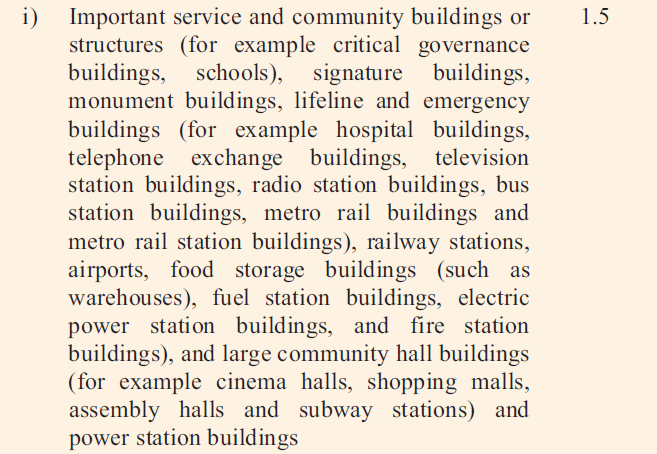 i) Important service and community buildings or 1.5
structures (for example critical governance
buildings, schools), signature buildings,
monument buildings, lifeline and emergency
buildings (for example hospital buildings,
telephone exchange buildings, television
station buildings, radio station buildings, bus
station buildings, metro rail buildings and
metro rail station buildings), railway stations,
airports, food storage buildings (such as
warehouses), fuel station buildings, electric
power station buildings, and fire station
buildings), and large community hall buildings
(for example cinema halls, shopping malls,
assembly halls and subway stations) and
power station buildings